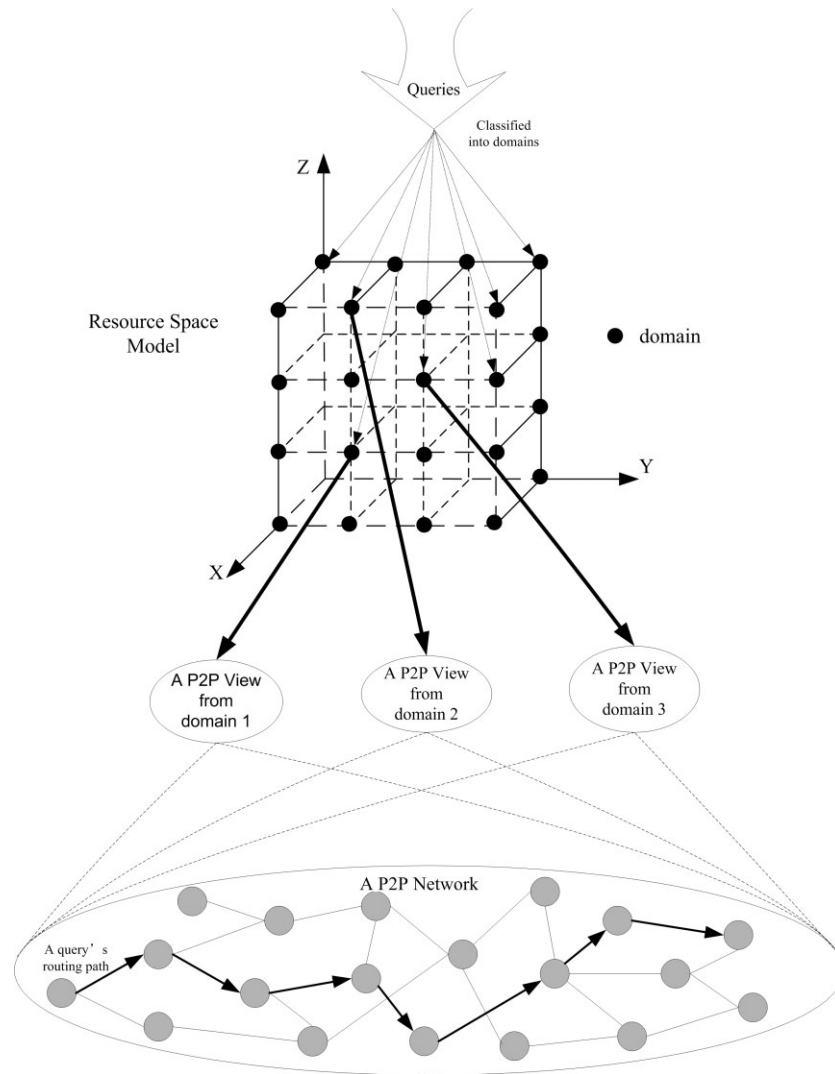 Queries
Classified
into domains
Z
Resource Space
Model
domain
Y
X
A P2P View
from
domain 1
A P2P View
from
domain 2
A P2P View
from
domain 3
A P2P Network
A query's
routing path